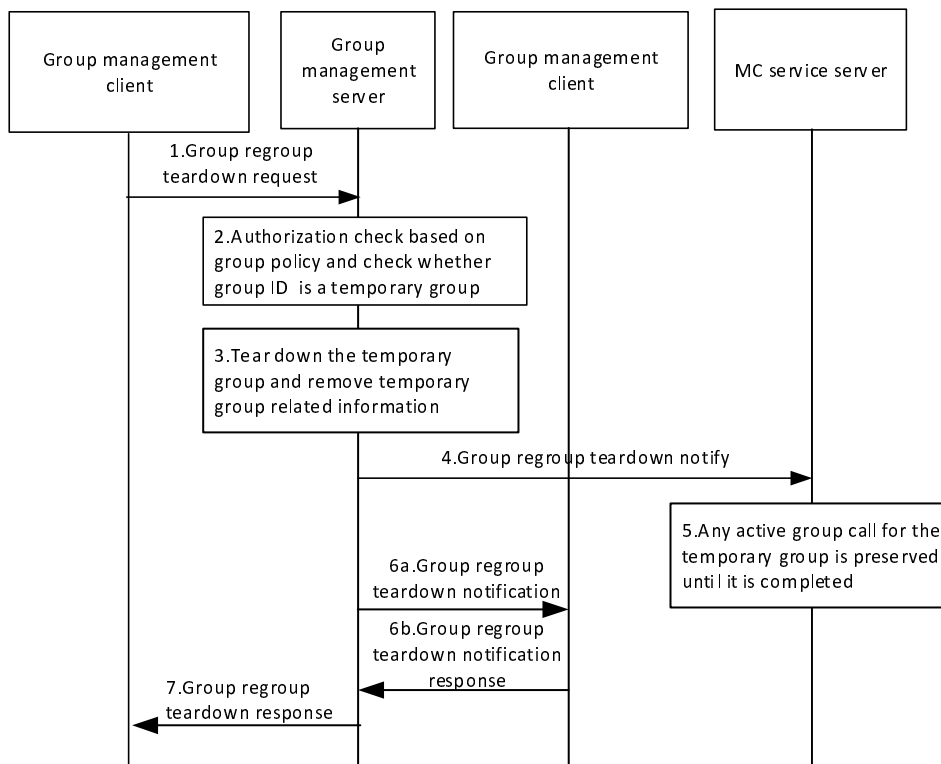 Group management
client
Group
management
server
Group management
client
MC service server
1.Group regroup
teardown request
2.Authorization check based on
group policy and check whether
group ID is a temporary group
3.Tear down the temporary
group and remove temporary
group related information
4.Group regroup teardown notify
5.Any active group call for the
temporary group is preserved
until it is completed
6a.Group regroup
teardown notification
6b.Group regroup
teardown notification
response
7.Group regroup
teardown response